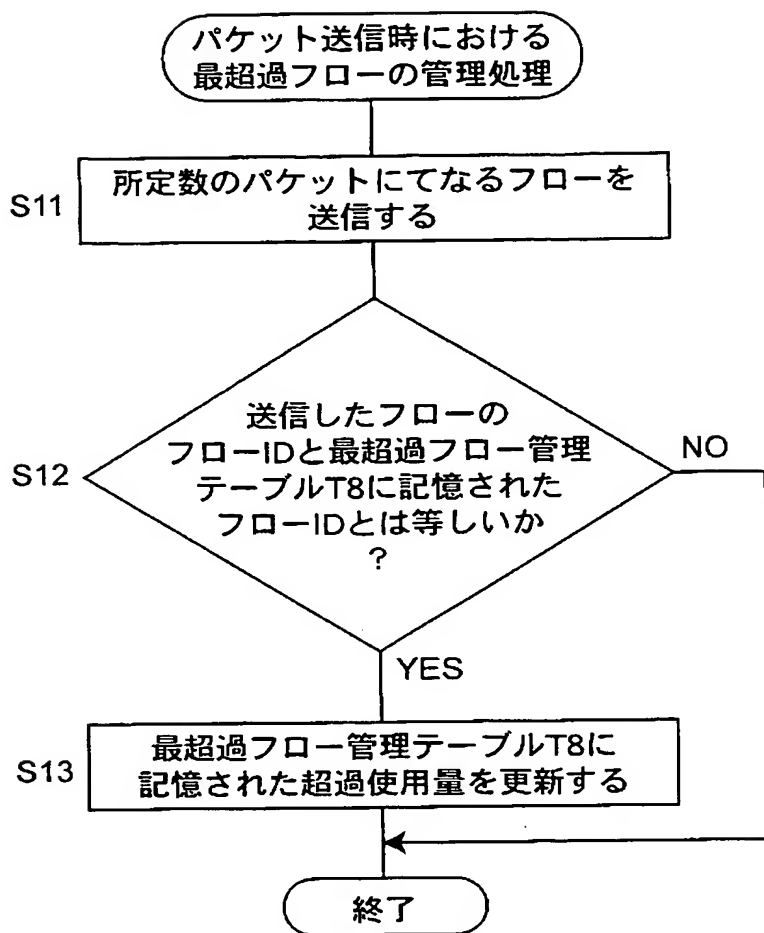 パケット送信時における
最超過フローの管理処理
S11
所定数のパケットにてなるフローを
送信する
S12
送信したフローの
フローIDと最超過フロー管理
テーブルT8に記憶された
フローIDとは等しいか
?
NO
YES
S13
最超過フロー管理テーブルT8に
記憶された超過使用量を更新する
終了